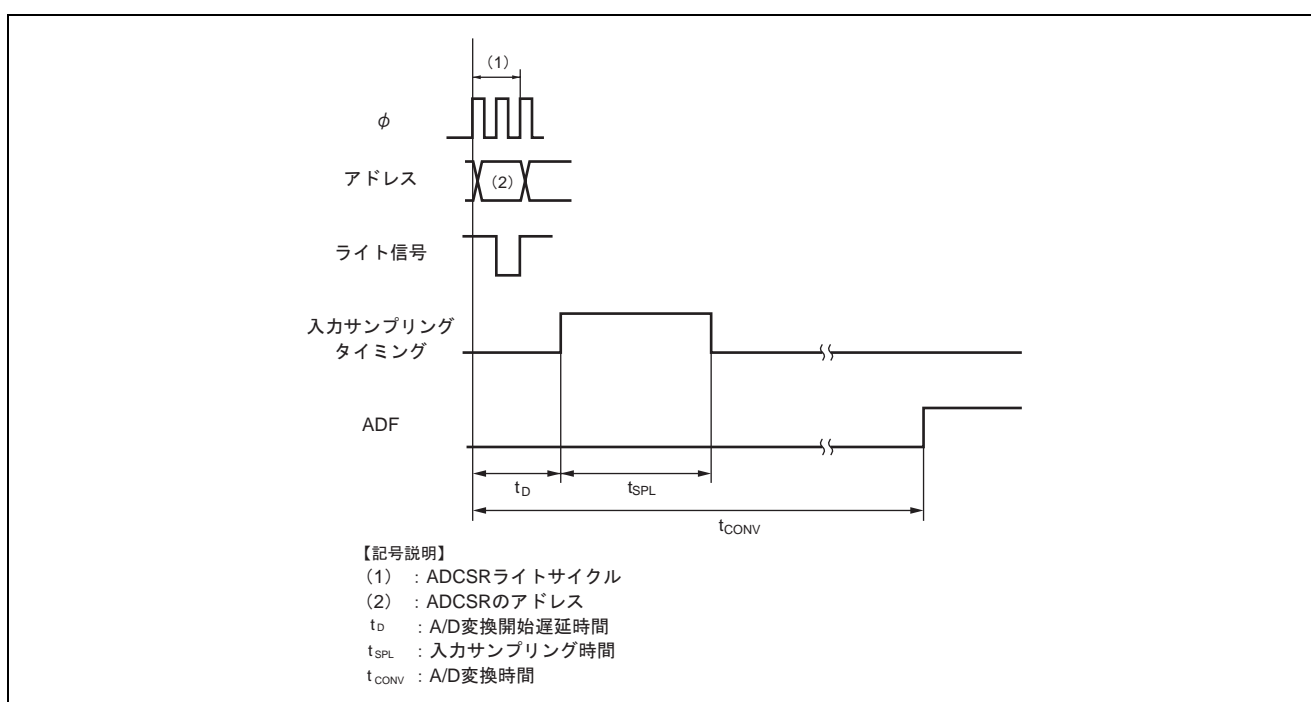 (1)
φ
アドレス
(2)
ライト信号
入力サンプリング
タイミング
ADF
tD
tSPL
tCONV
【記号説明】
(1) : ADCSRライトサイクル
(2) : ADCSRのアドレス
tD : A/D変換開始遅延時間
tSPL : 入力サンプリング時間
tCONV : A/D変換時間